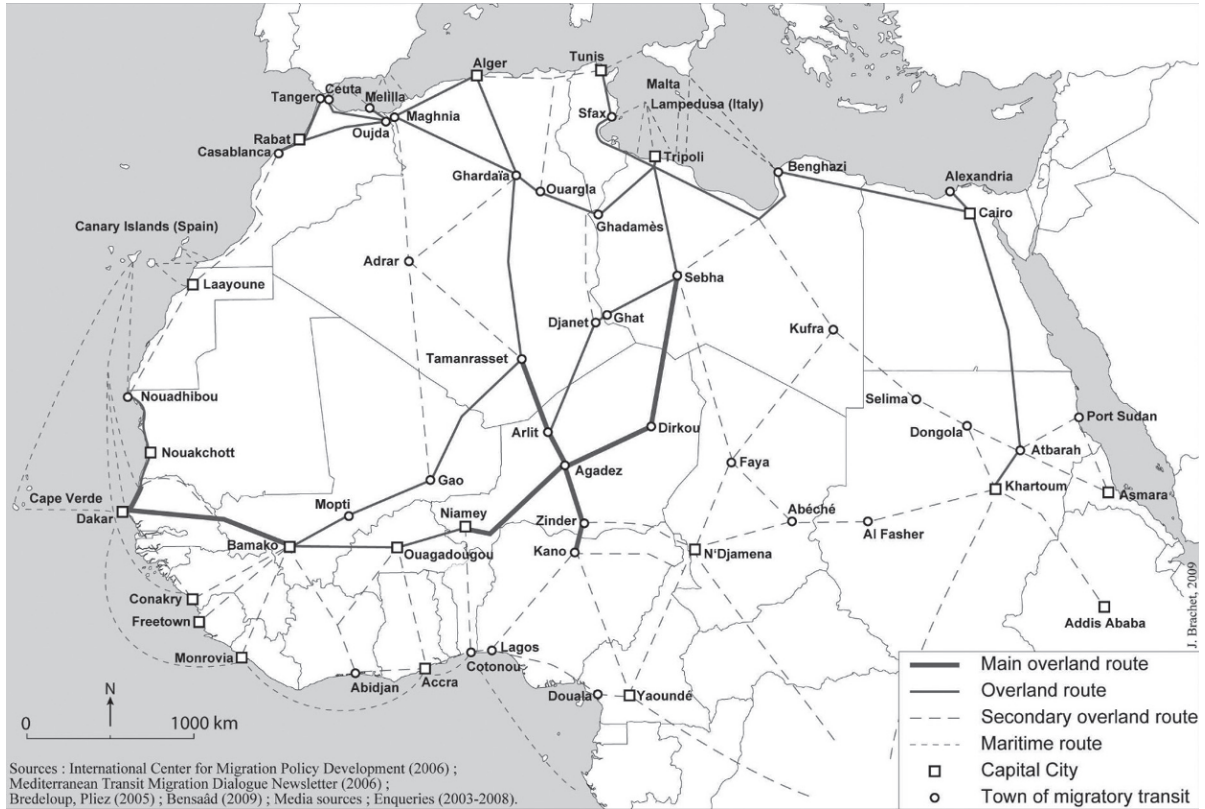 Alger
Tunis
Malta
Lampedusa (Italy)
Ceuta
Tanger
Melilla
Maghnia
Oujda
Sfax
Rabat
Casablanca
Tripoli
Benghazi
Alexandria
Ghardaïa
Ouargla
Cairo
Ghadamès
Canary Islands (Spain)
Adrar
Laayoune
Sebha
Djanet
Ghat
Kufra
Tamanrasset
Nouadhibou
Selima
Port Sudan
Dongola
Arlit
Dirkou
Nouakchott
Atbarah
Agadez
Faya
Gao
Khartoum
Asmara
Cape Verde
Mopti
Dakar
Niamey
Zinder
Abéché
Al Fasher
Bamako
Ouagadougou
Kano
N'Djamena
Conakry
Freetown
Addis Ababa
Monrovia
Lagos
Cotonou
Abidjan
Accra
Douala
Yaoundé
J. Brachet, 2009
N
0 1000 km
Main overland route
Overland route
Secondary overland route
Maritime route
Capital City
Town of migratory transit
Sources : International Center for Migration Policy Development (2006) ;
Mediterranean Transit Migration Dialogue Newsletter (2006) ;
Bredeloup, Pliez (2005) ; Bensaâd (2009) ; Media sources ; Enqueries (2003-2008).